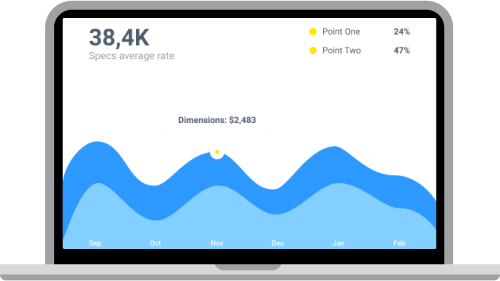 38,4K
Specs average rate
Point One 24%
Point Two 47%
Dimensions: $2,483
Sep Oct Nov Dec Jan Feb